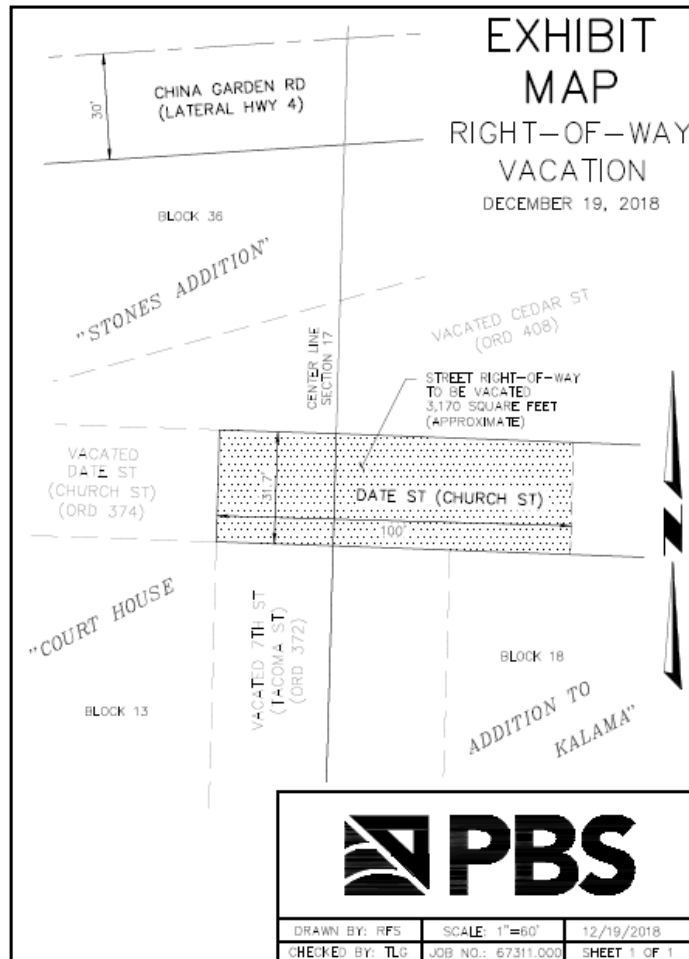 EXHIBIT
MAP
RIGHT-OF-WAY
VACATION
DECEMBER 19, 2018
CHINA GARDEN RD
(LATERAL HWY 4)
30'
BLOCK 36
"STONES ADDITION"
CENTER LINE
SECTION 17
VACATED CEDAR ST
(ORD 408)
STREET RIGHT-OF-WAY
TO BE VACATED
3,170 SQUARE FEET
(APPROXIMATE)
VACATED
DATE ST
(CHURCH ST)
(ORD 374)
31.7'
DATE ST (CHURCH ST)
100'
N
"COURT HOUSE
VACATED 7TH ST
(TACOMA ST)
(ORD 372)
BLOCK 18
BLOCK 13
ADDITION TO
KALAMA"
PBS
DRAWN BY: RFS
SCALE: 1"=60'
12/19/2018
CHECKED BY: TLG
JOB NO.: 67311.000
SHEET 1 OF 1